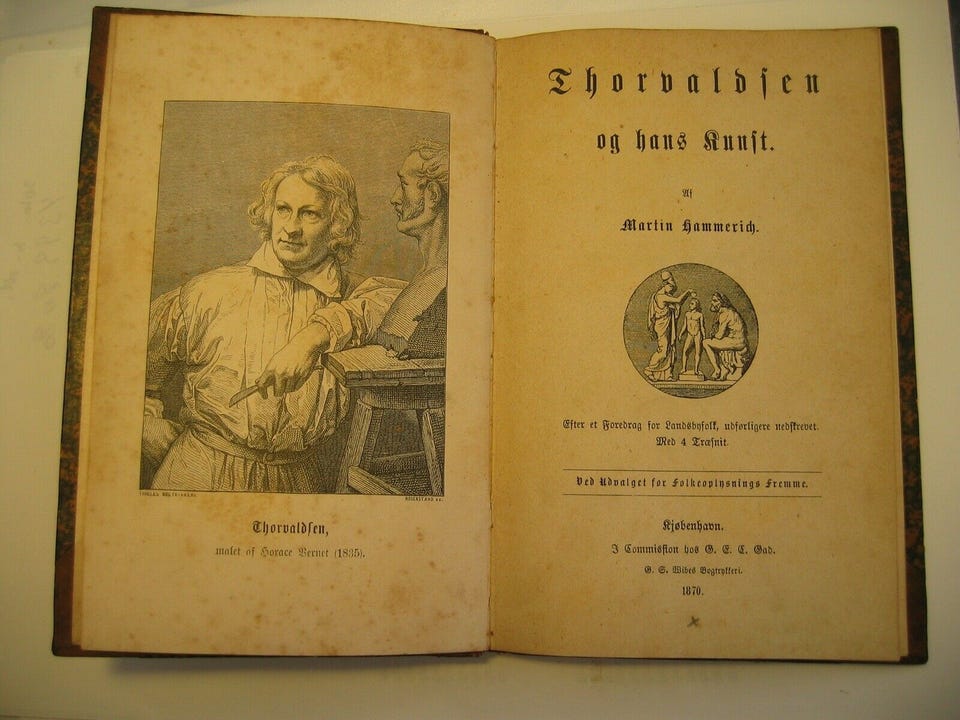 Thorvaldsen,
malet af Horace Vernet (1835).
Thorvaldsen
og hans Kunst.
Af
Martin Hammerich.
Efter et Foredrag for Landsbyfolk, udførligere nedskrevet.
Med 4 Træsnit.
Ved Udvalget for Folkeoplysnings Fremme.
Kjøbenhavn.
I Commission hos G. E. C. Gad.
G. S. Wibes Bogtrykkeri.
1870.